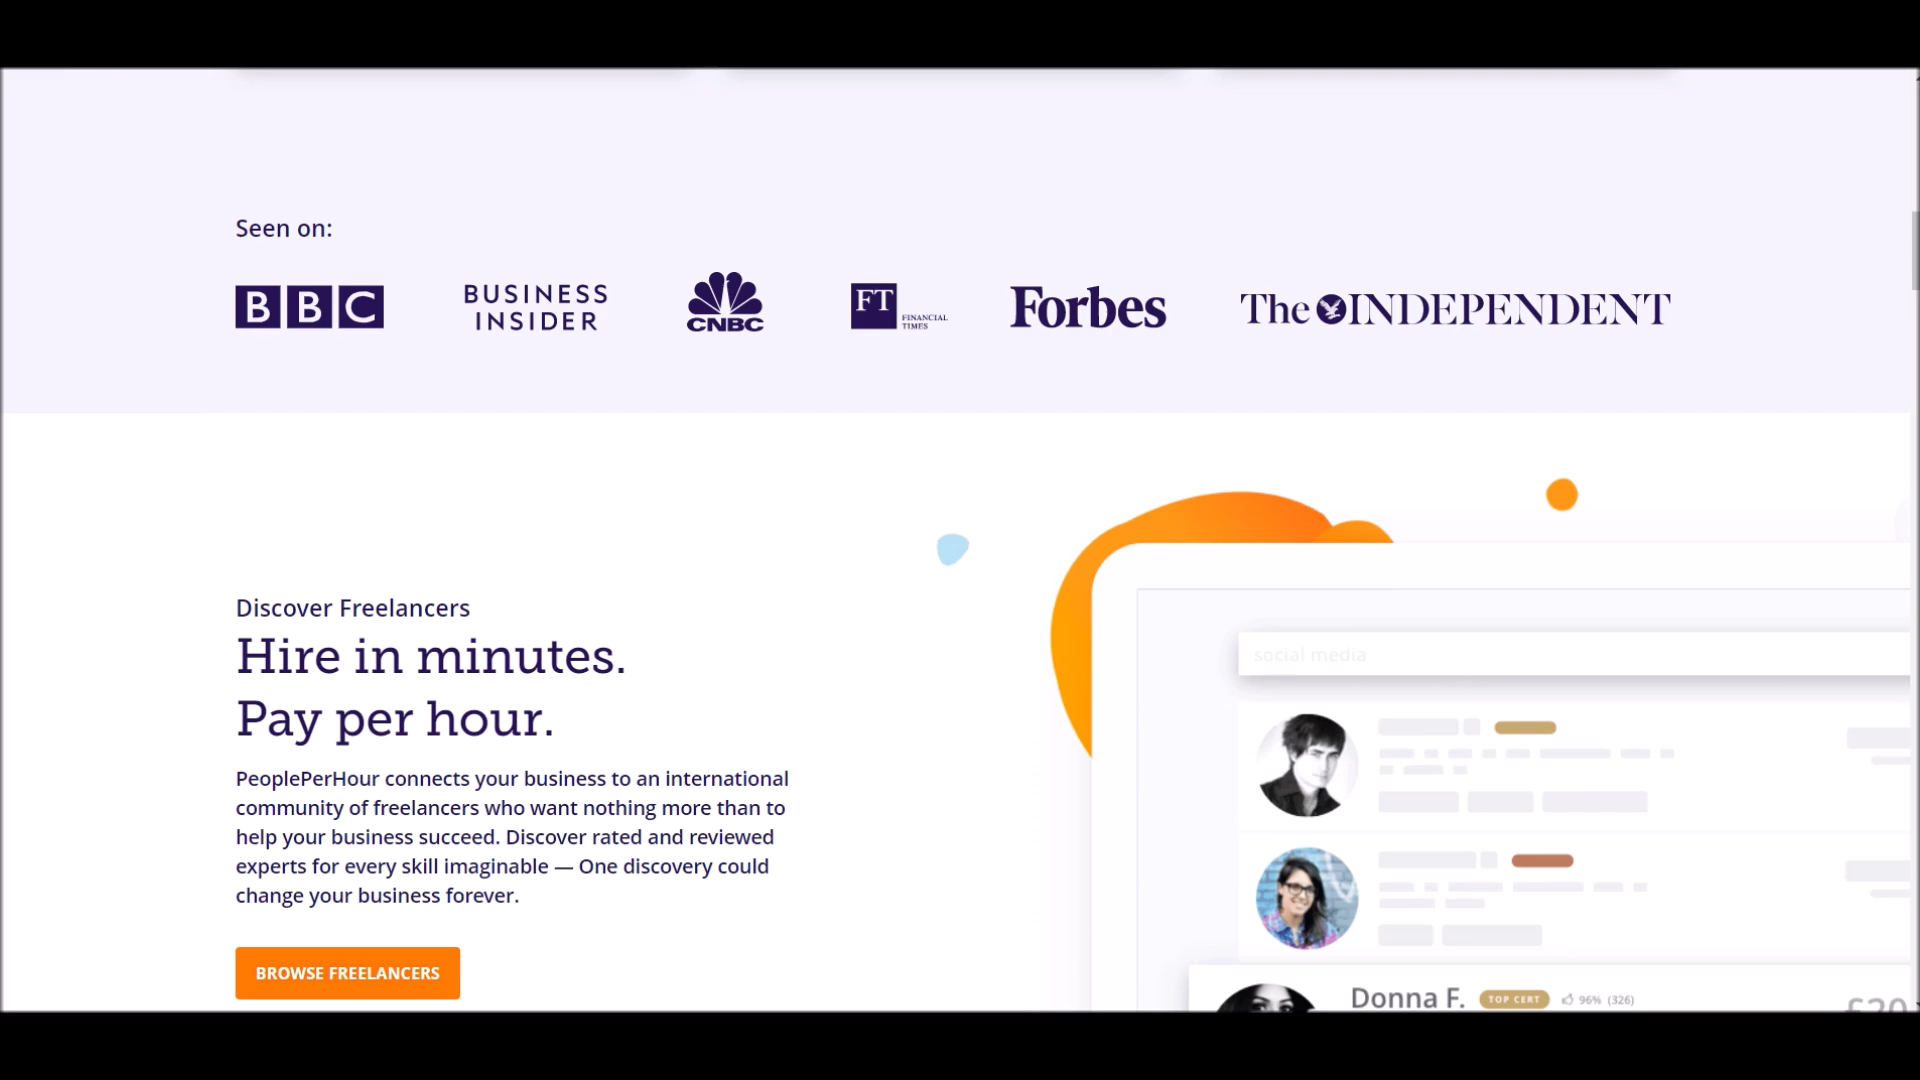 Seen on:
BBC
BUSINESS
INSIDER
CNBC
FT
FINANCIAL
TIMES
Forbes
The INDEPENDENT
Discover Freelancers
Hire in minutes.
Pay per hour.
PeoplePerHour connects your business to an international
community of freelancers who want nothing more than to
help your business succeed. Discover rated and reviewed
experts for every skill imaginable — One discovery could
change your business forever.
BROWSE FREELANCERS
social media
Donna F. TOP CERT 96% (326)